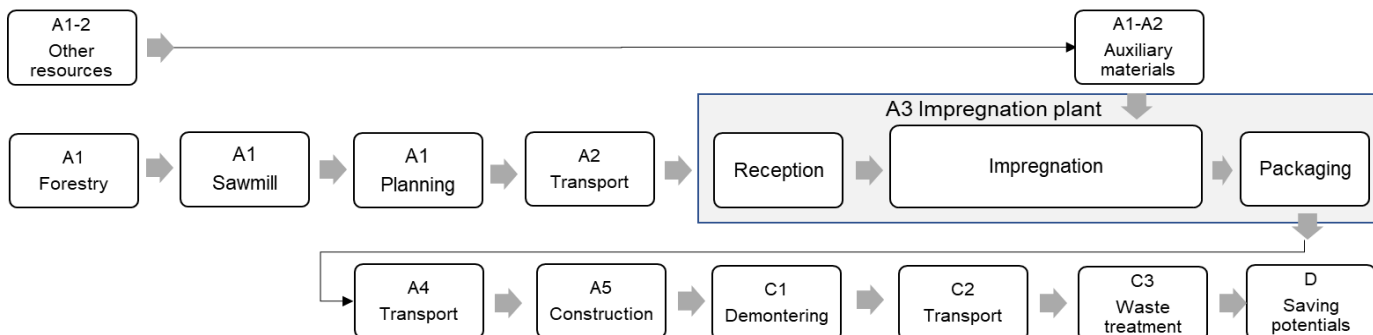 A1-2
Other
resources
A1-A2
Auxiliary
materials
A3 Impregnation plant
A1
Forestry
A1
Sawmill
A1
Planning
A2
Transport
Reception
Impregnation
Packaging
A4
Transport
A5
Construction
C1
Demontering
C2
Transport
C3
Waste
treatment
D
Saving
potentials